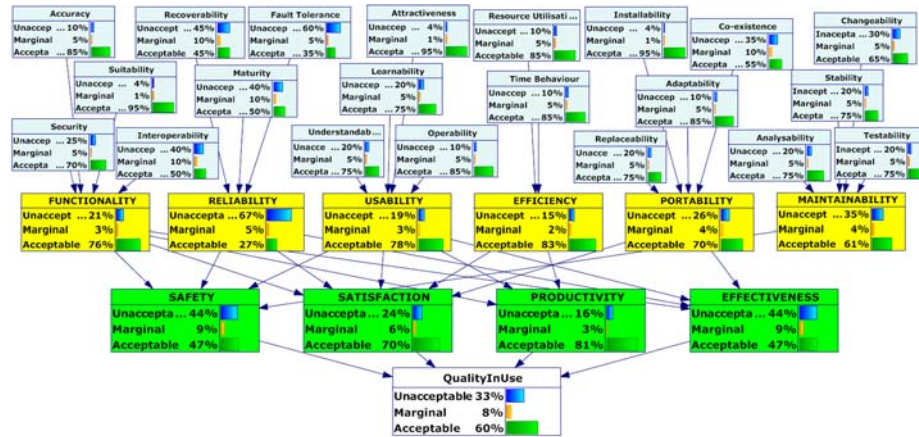 Accuracy
Unaccep ... 10%
Marginal 5%
Accepta ... 85%
Recoverability
Unaccept ... 45%
Marginal 10%
Acceptable 45%
Fault Tolerance
Unaccep ... 60%
Marginal 5%
Accepta ... 35%
Attractiveness
Unaccep ... 4%
Marginal 1%
Accepta ... 95%
Resource Utilisati ...
Unaccept ... 10%
Marginal 5%
Acceptable 85%
Installability
Unaccep ... 4%
Marginal 1%
Accepta ... 95%
Co-existence
Unaccep ... 35%
Marginal 10%
Accepta ... 55%
Changeability
Inacepta ... 30%
Marginal 5%
Acceptable 65%
Suitability
Unaccep ... 4%
Marginal 1%
Accepta ... 95%
Maturity
Unaccep ... 40%
Marginal 10%
Accepta ... 50%
Learnability
Unaccep ... 20%
Marginal 5%
Accepta ... 75%
Time Behaviour
Unaccep ... 10%
Marginal 5%
Accepta ... 85%
Adaptability
Unaccep ... 10%
Marginal 5%
Accepta ... 85%
Stability
Inacept ... 20%
Marginal 5%
Accepta ... 75%
Security
Unaccep ... 25%
Marginal 5%
Accepta ... 70%
Interoperability
Unaccep ... 40%
Marginal 10%
Accepta ... 50%
Understandab...
Unacce ... 20%
Marginal 5%
Accepta ... 75%
Operability
Unaccep ... 10%
Marginal 5%
Accepta ... 85%
Replaceability
Unacce ... 20%
Marginal 5%
Accepta ... 75%
Analysability
Unaccep ... 20%
Marginal 5%
Accepta ... 75%
Testability
Inacept ... 20%
Marginal 5%
Accepta ... 75%
FUNCTIONALITY
Unaccept ... 21%
Marginal 3%
Acceptable 76%
RELIABILITY
Unaccepta ... 67%
Marginal 5%
Acceptable 27%
USABILITY
Unaccept ... 19%
Marginal 3%
Acceptable 78%
EFFICIENCY
Unaccept ... 15%
Marginal 2%
Acceptable 83%
PORTABILITY
Unaccept ... 26%
Marginal 4%
Acceptable 70%
MAINTAINABILITY
Unaccept ... 35%
Marginal 4%
Acceptable 61%
SAFETY
Unaccepta ... 44%
Marginal 9%
Acceptable 47%
SATISFACTION
Unaccepta ... 24%
Marginal 6%
Acceptable 70%
PRODUCTIVITY
Unaccepta ... 16%
Marginal 3%
Acceptable 81%
EFFECTIVENESS
Unaccepta ... 44%
Marginal 9%
Acceptable 47%
QualityInUse
Unacceptable 33%
Marginal 8%
Acceptable 60%